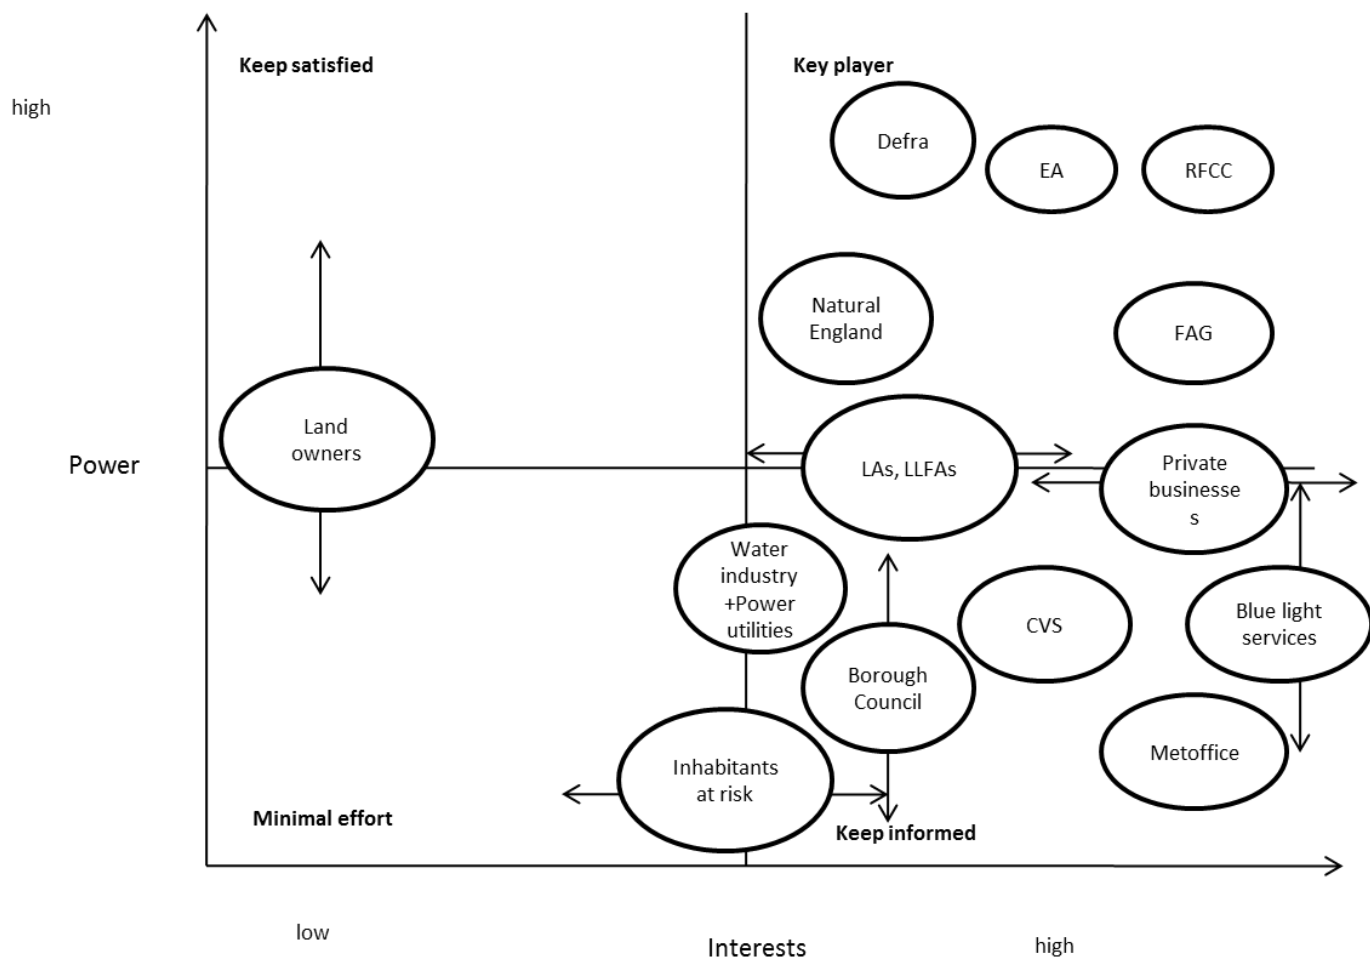 Keep satisfied
Key player
high
Defra
EA
RFCC
Natural
England
FAG
Land
owners
Power
LAs, LLFAs
Private
businesse
s
Water
industry
+Power
utilities
CVS
Blue light
services
Borough
Council
Metoffice
Inhabitants
at risk
Minimal effort
Keep informed
low
Interests
high